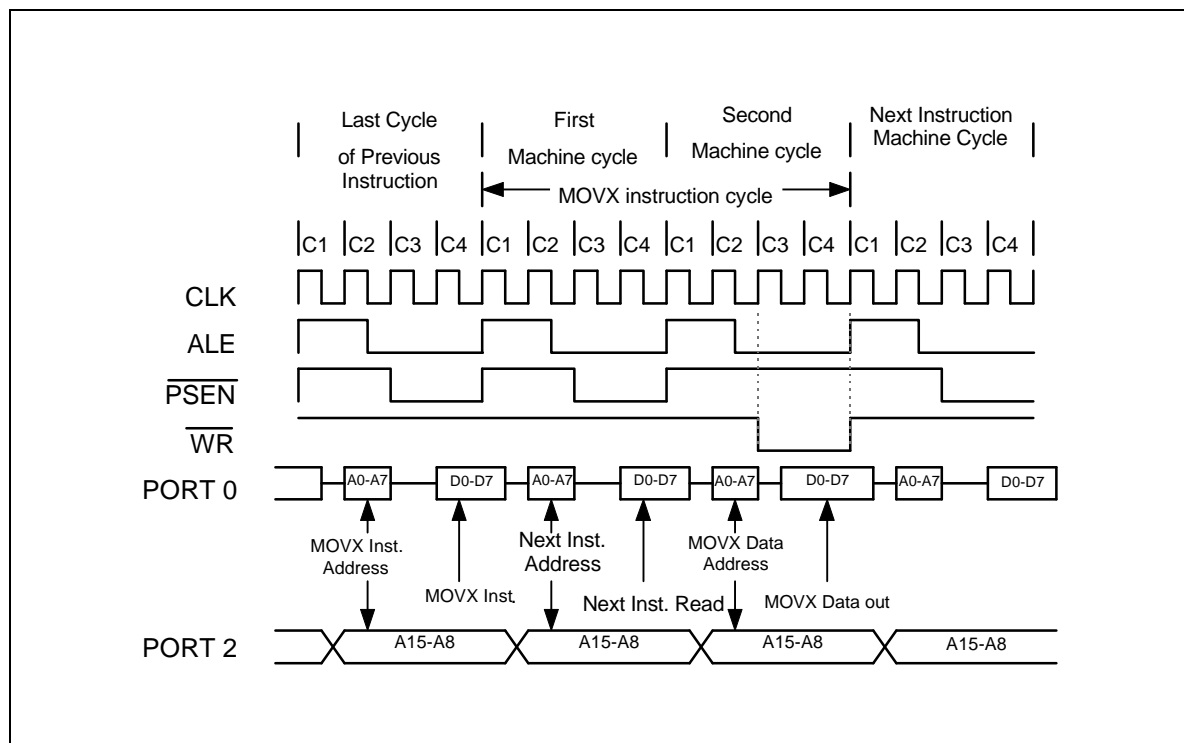 Last Cycle
of Previous
Instruction
First
Machine cycle
Second
Machine cycle
Next Instruction
Machine Cycle
MOVX instruction cycle
C1 C2 C3 C4 C1 C2 C3 C4 C1 C2 C3 C4 C1 C2 C3 C4
CLK
ALE
PSEN
WR
PORT 0
A0-A7 D0-D7 A0-A7 D0-D7 A0-A7 D0-D7 A0-A7 D0-D7
MOVX Inst.
Address
MOVX Inst.
Next Inst.
Address
Next Inst. Read
MOVX Data
Address
MOVX Data out
PORT 2
A15-A8 A15-A8 A15-A8 A15-A8